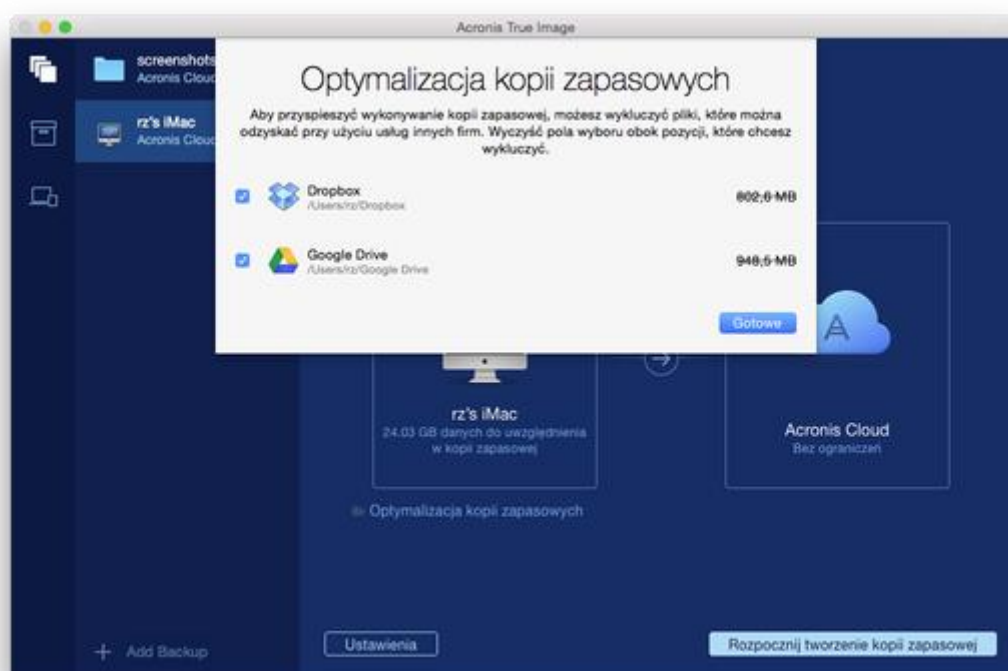 Acronis True Image
screenshots
Acronis Cloud
rz's iMac
Acronis Cloud
Optymalizacja kopii zapasowych
Aby przyspieszyć wykonywanie kopii zapasowej, możesz wykluczyć pliki, które można
odzyskać przy użyciu usług innych firm. Wyczyść pola wyboru obok pozycji, które chcesz
wykluczyć.
Dropbox
/Users/rz/Dropbox
802,6 MB
Google Drive
/Users/rz/Google Drive
948,5 MB
Gotowe
rz's iMac
24.03 GB danych do uwzględnienia
w kopii zapasowej
Acronis Cloud
Bez ograniczeń
Optymalizacja kopii zapasowych
Add Backup
Ustawienia
Rozpocznij tworzenie kopii zapasowej